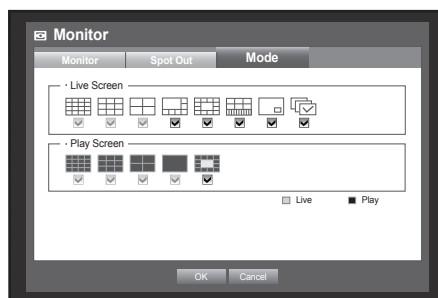 Monitor
Monitor Spot Out Mode
· Live Screen
· Play Screen
Live Play
OK Cancel